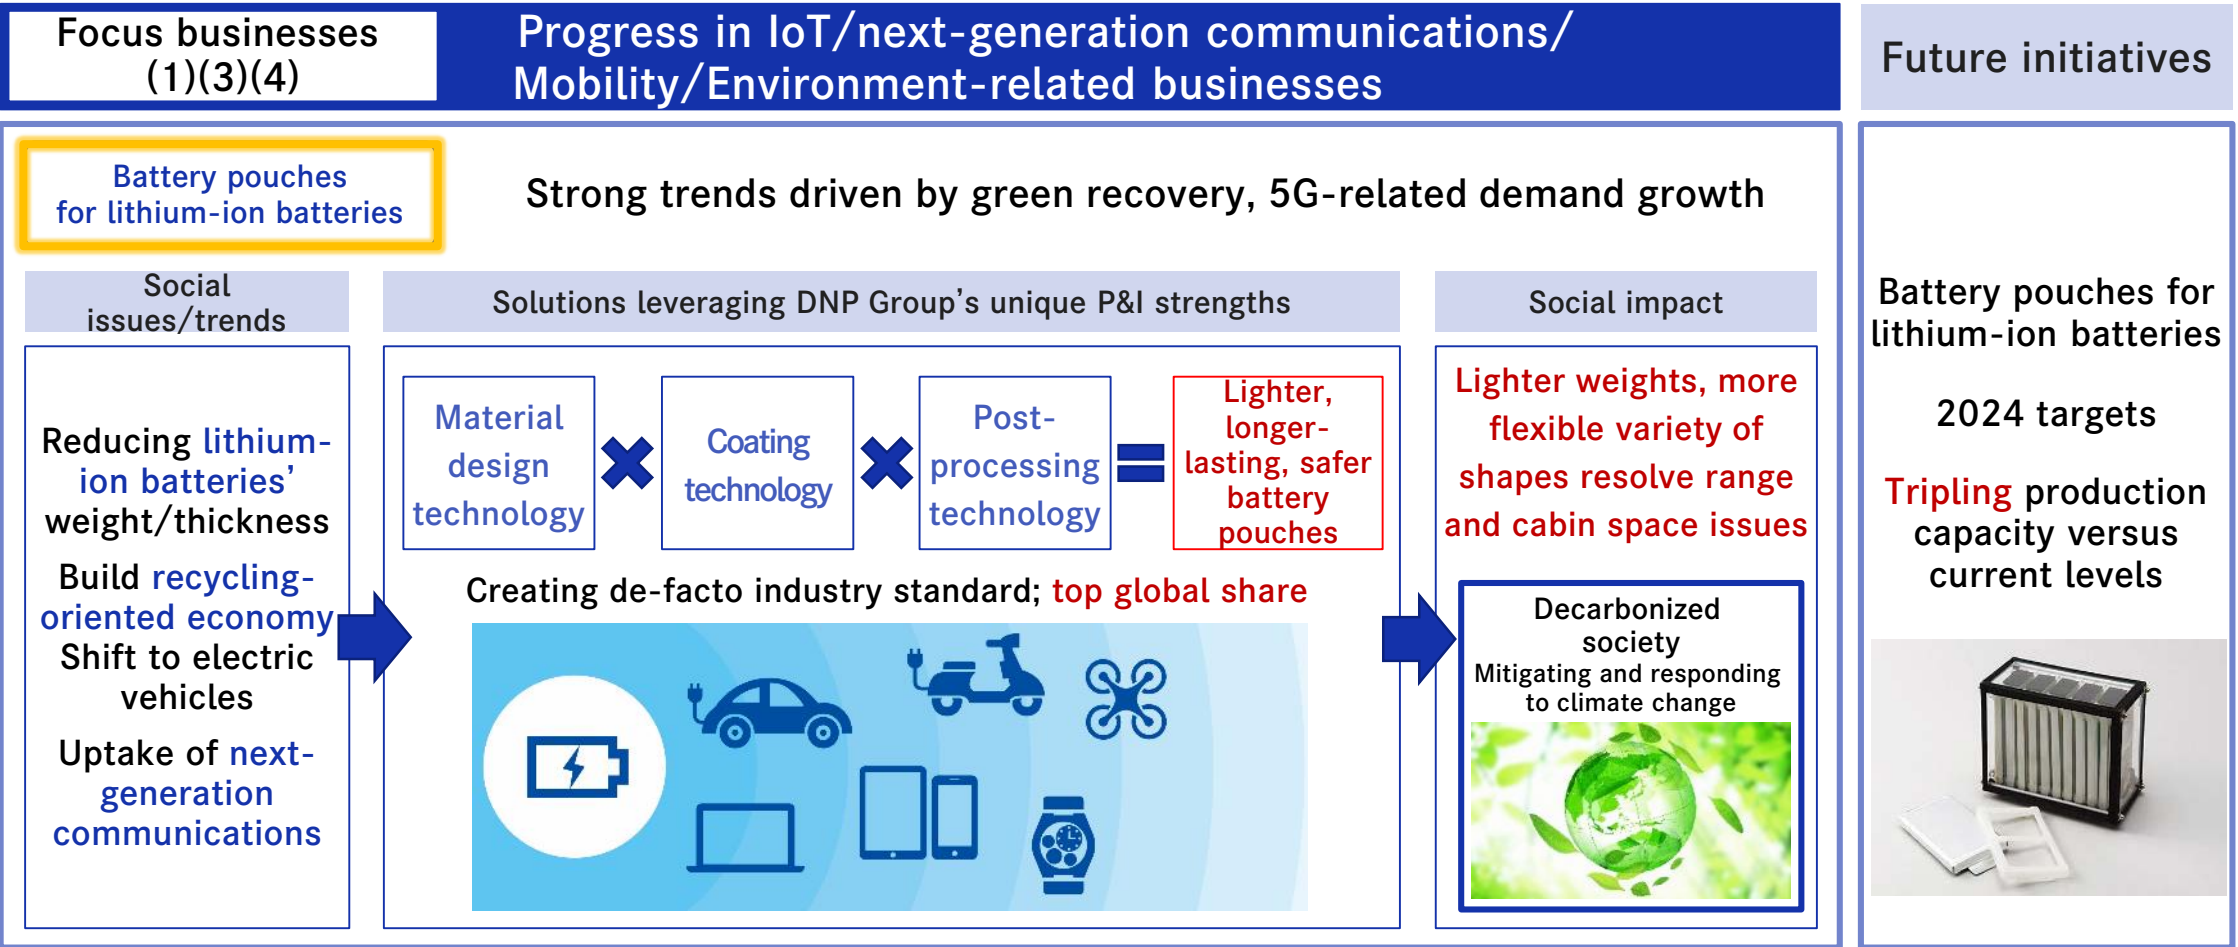 Focus businesses
(1)(3)(4)
Progress in IoT/next-generation communications/
Mobility/Environment-related businesses
Future initiatives
Battery pouches
for lithium-ion batteries
Strong trends driven by green recovery, 5G-related demand growth
Social
issues/trends
Reducing lithium-
ion batteries’
weight/thickness
Build recycling-
oriented economy
Shift to electric
vehicles
Uptake of next-
generation
communications
Solutions leveraging DNP Group’s unique P&I strengths
Material
design
technology
Coating
technology
Post-
processing
technology
Lighter,
longer-
lasting, safer
battery
pouches
Creating de-facto industry standard; top global share
Social impact
Lighter weights, more
flexible variety of
shapes resolve range
and cabin space issues
Decarbonized
society
Mitigating and responding
to climate change
Battery pouches for
lithium-ion batteries
2024 targets
Tripling production
capacity versus
current levels